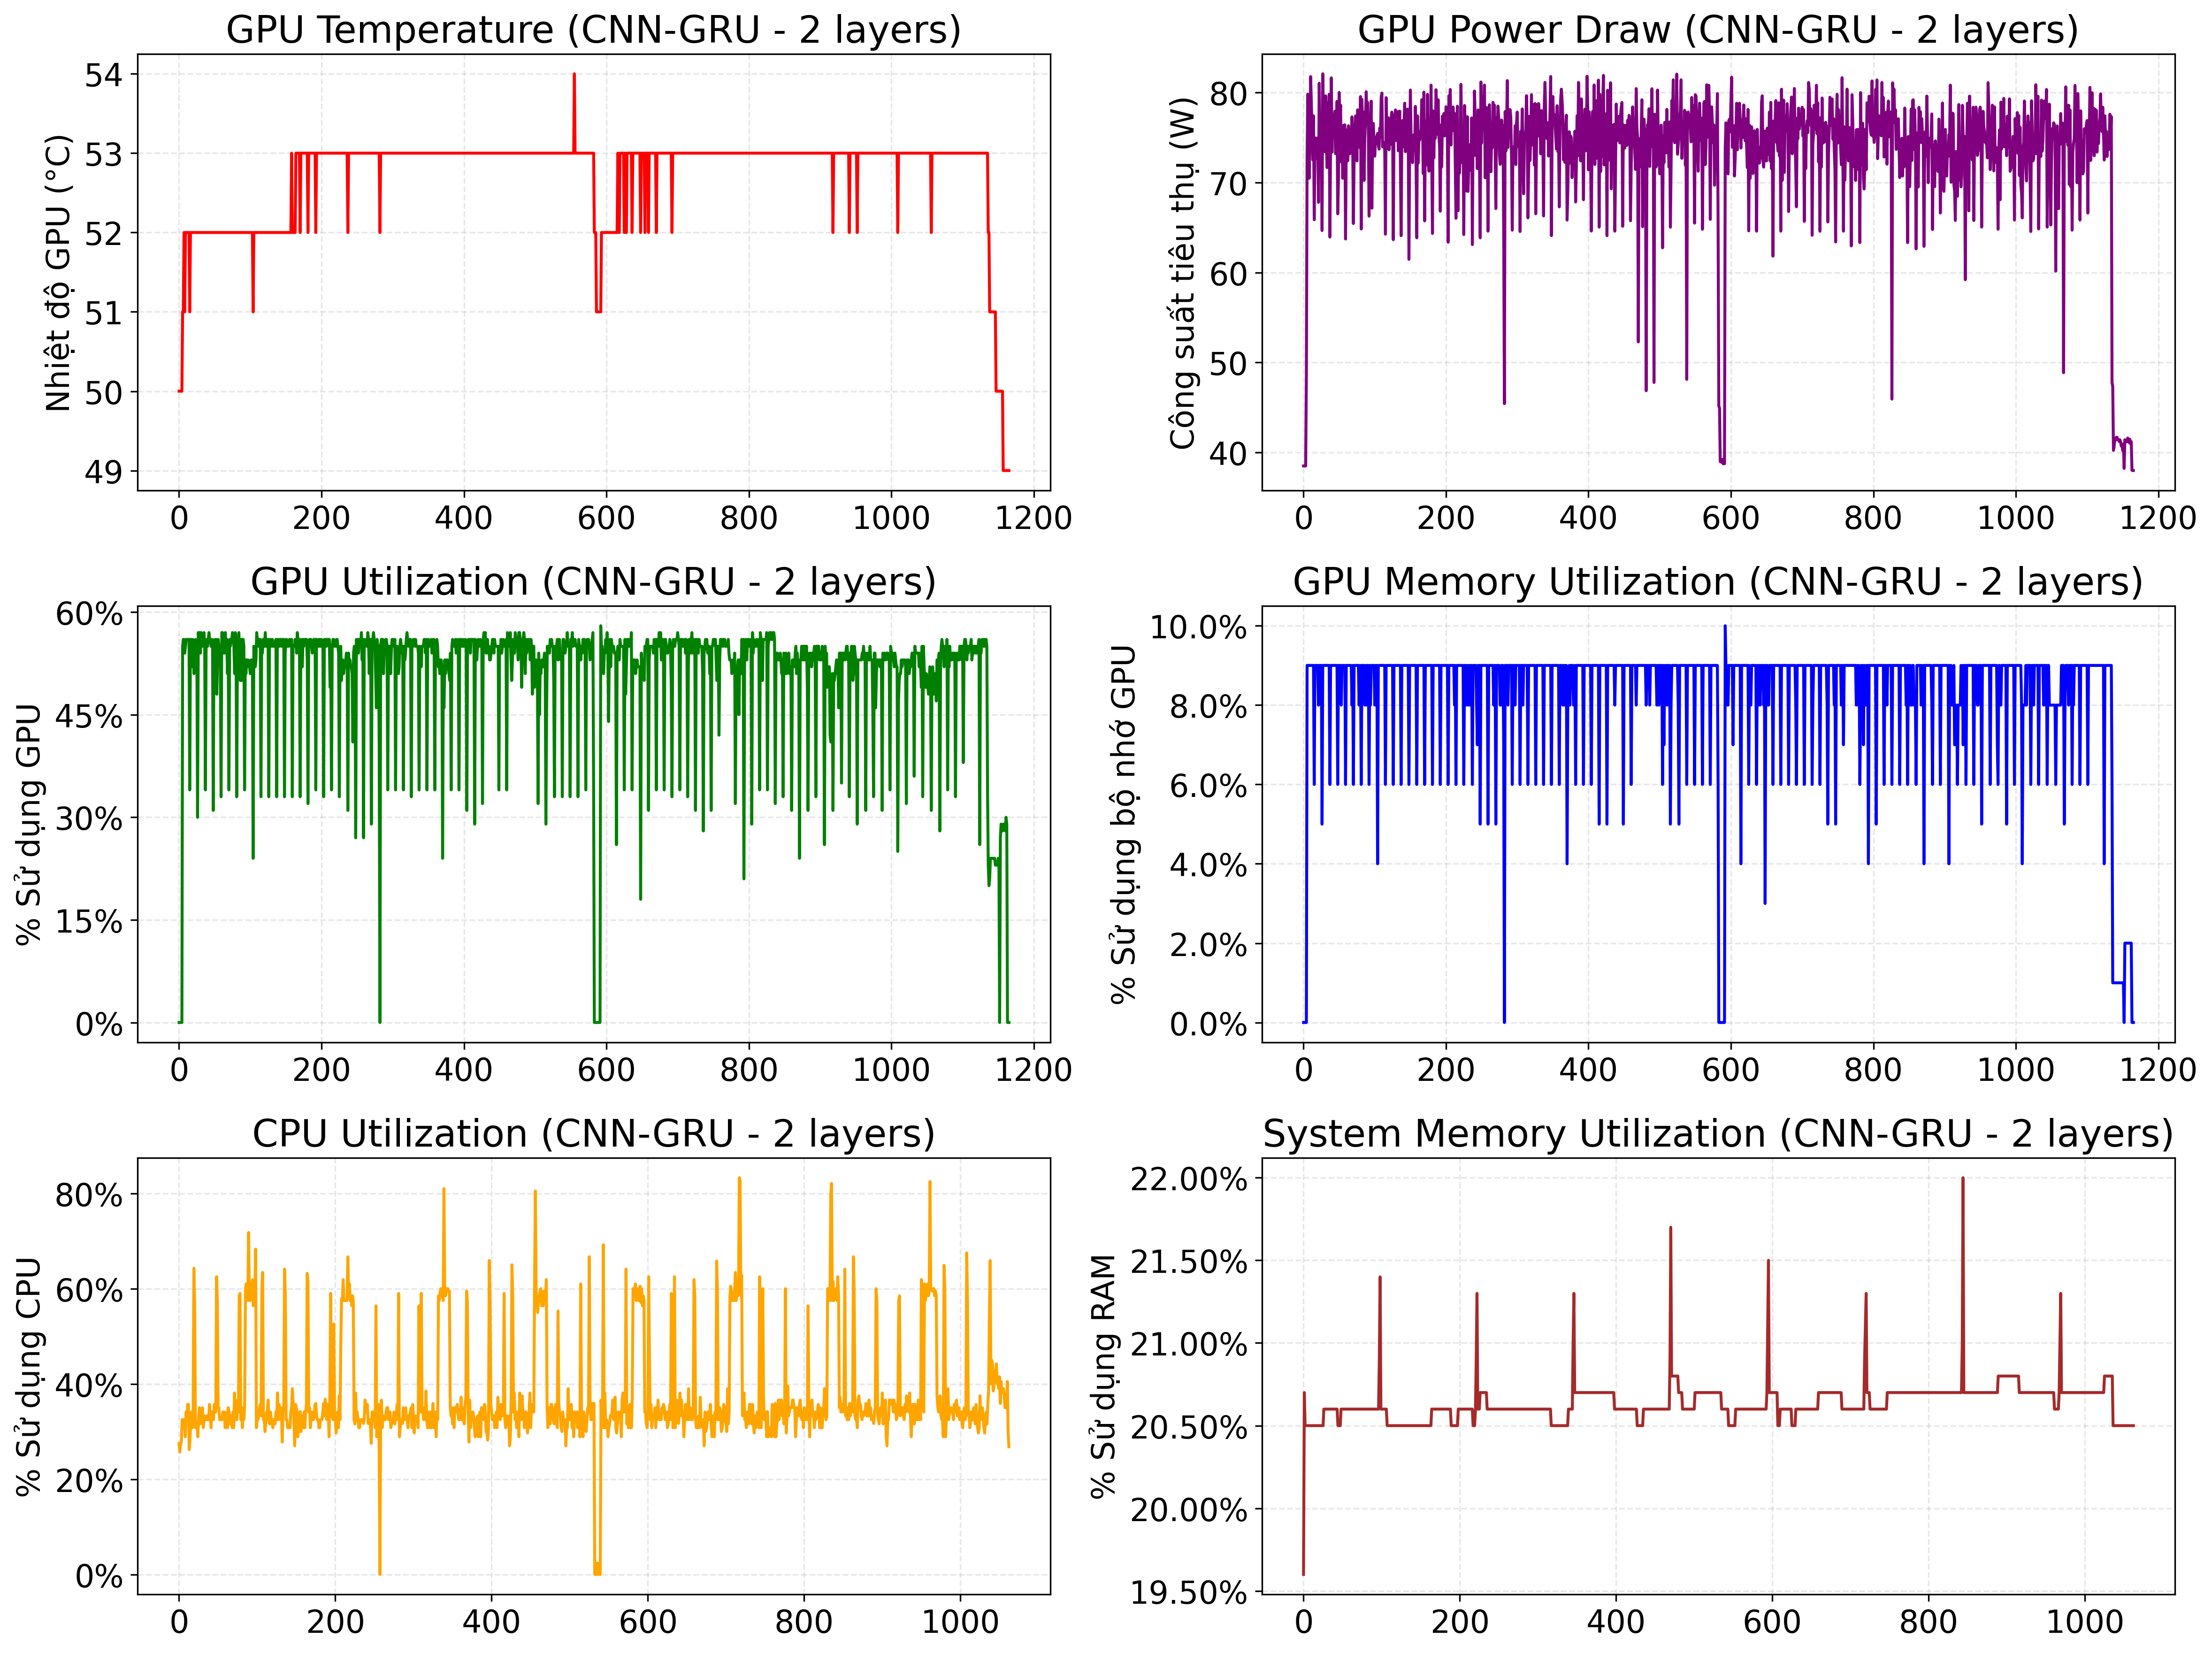 GPU Temperature (CNN-GRU - 2 layers)
Nhiệt độ GPU (°C)
54
53
52
51
50
49
0 200 400 600 800 1000 1200
GPU Power Draw (CNN-GRU - 2 layers)
Công suất tiêu thụ (W)
80
70
60
50
40
0 200 400 600 800 1000 1200
GPU Utilization (CNN-GRU - 2 layers)
% Sử dụng GPU
60%
45%
30%
15%
0%
0 200 400 600 800 1000 1200
GPU Memory Utilization (CNN-GRU - 2 layers)
% Sử dụng bộ nhớ GPU
10.0%
8.0%
6.0%
4.0%
2.0%
0.0%
0 200 400 600 800 1000 1200
CPU Utilization (CNN-GRU - 2 layers)
% Sử dụng CPU
80%
60%
40%
20%
0%
0 200 400 600 800 1000
System Memory Utilization (CNN-GRU - 2 layers)
% Sử dụng RAM
22.00%
21.50%
21.00%
20.50%
20.00%
19.50%
0 200 400 600 800 1000